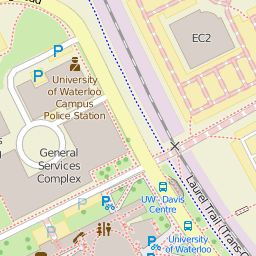 EC2
P
University
of Waterloo
Campus
Police Station
P
General
Services
Complex
UW - Davis
Centre
P
P
P
University
of Waterloo
Laurel Trail (Trans-C